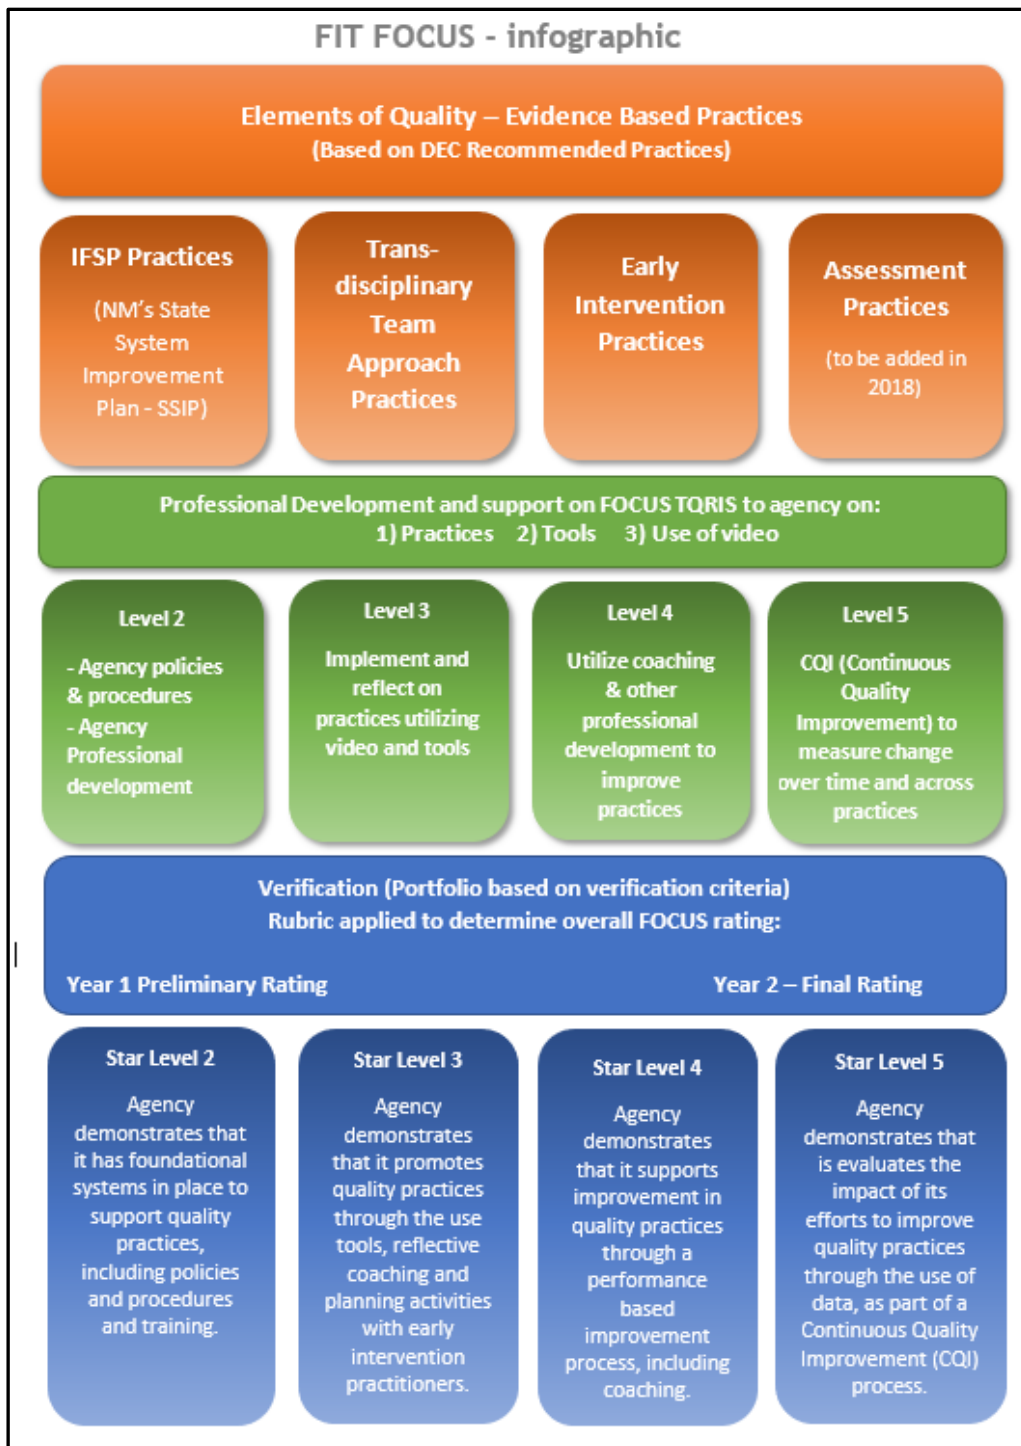 FIT FOCUS - infographic
Elements of Quality – Evidence Based Practices
(Based on DEC Recommended Practices)
IFSP Practices
(NM's State
System
Improvement
Plan - SSIP)
Trans-
disciplinary
Team
Approach
Practices
Early
Intervention
Practices
Assessment
Practices
(to be added in
2018)
Professional Development and support on FOCUS TQRIS to agency on:
1) Practices 2) Tools 3) Use of video
Level 2
- Agency policies
& procedures
- Agency
Professional
development
Level 3
Implement and
reflect on
practices utilizing
video and tools
Level 4
Utilize coaching
& other
professional
development to
improve
practices
Level 5
CQI (Continuous
Quality
Improvement) to
measure change
over time and across
practices
Verification (Portfolio based on verification criteria)
Rubric applied to determine overall FOCUS rating:
Year 1 Preliminary Rating Year 2 – Final Rating
Star Level 2
Agency
demonstrates that
it has foundational
systems in place to
support quality
practices,
including policies
and procedures
and training.
Star Level 3
Agency
demonstrates
that it promotes
quality practices
through the use
tools, reflective
coaching and
planning activities
with early
intervention
practitioners.
Star Level 4
Agency
demonstrates
that it supports
improvement in
quality practices
through a
performance
based
improvement
process, including
coaching.
Star Level 5
Agency
demonstrates that
is evaluates the
impact of its
efforts to improve
quality practices
through the use of
data, as part of a
Continuous Quality
Improvement (CQI)
process.